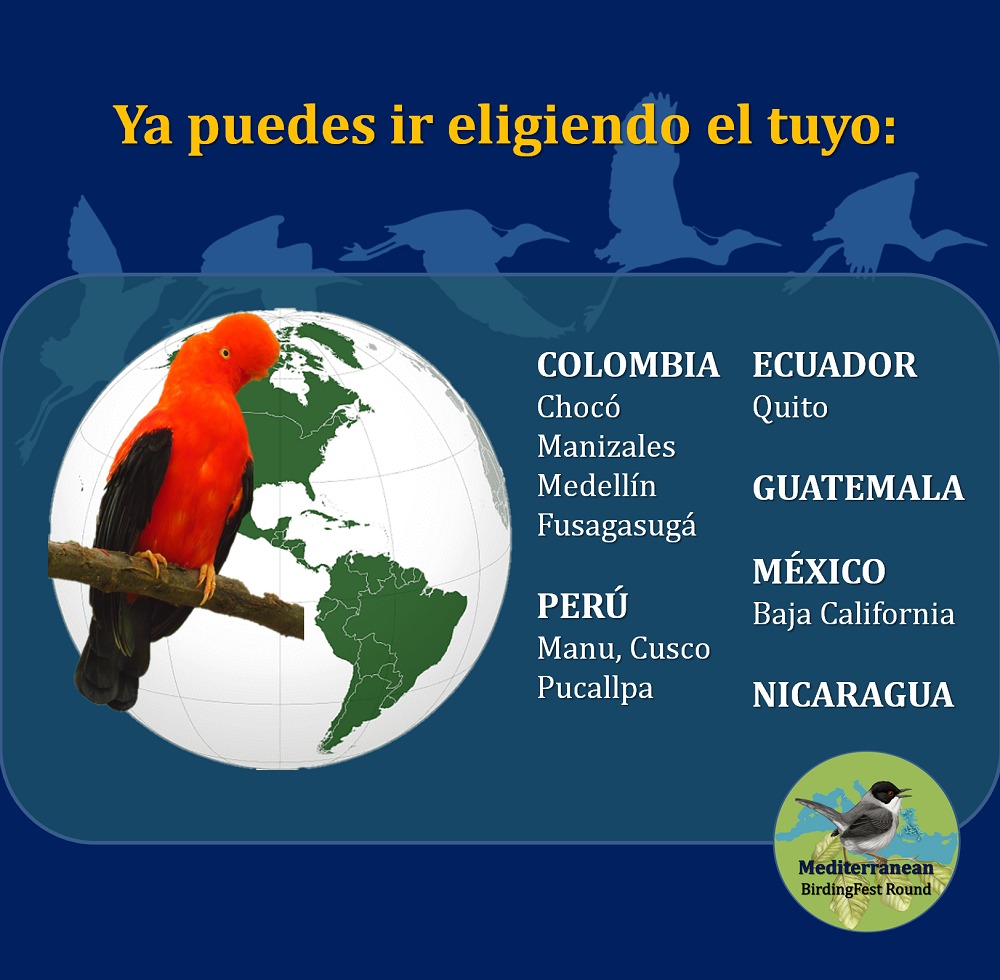 Ya puedes ir eligiendo el tuyo:
COLOMBIA
Chocó
Manizales
Medellín
Fusagasugá
PERÚ
Manu, Cusco
Pucallpa
ECUADOR
Quito
GUATEMALA
MÉXICO
Baja California
NICARAGUA
Mediterranean
BirdingFest Round